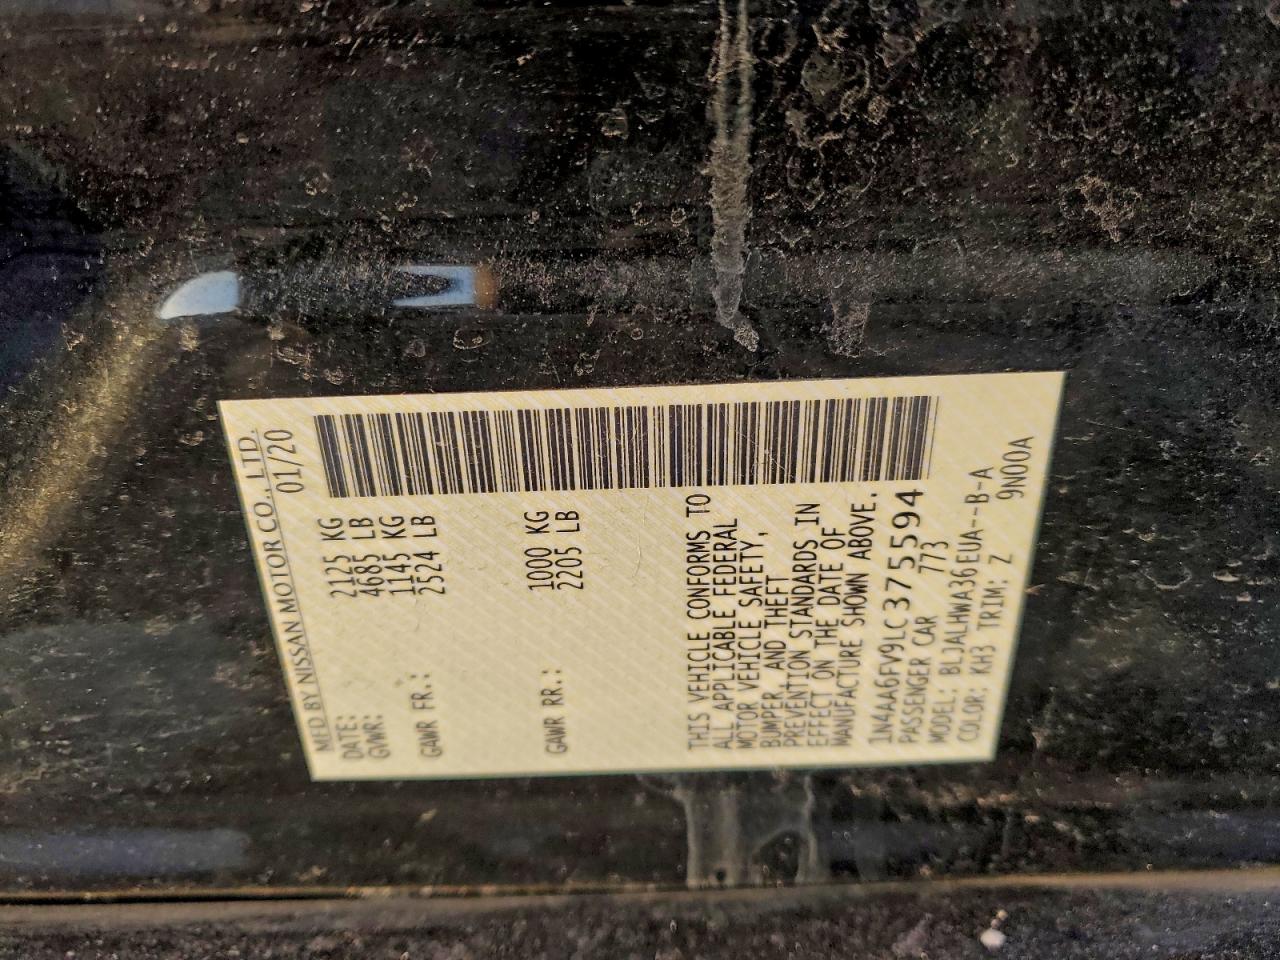 MFD BY NISSAN MOTOR CO., LTD.
DATE: 01/20
GVWR: 2125 KG
4685 LB
GAWR FR.: 1145 KG
2524 LB
GAWR RR.: 1000 KG
2205 LB
THIS VEHICLE CONFORMS TO
ALL APPLICABLE FEDERAL
MOTOR VEHICLE SAFETY,
BUMPER, AND THEFT
PREVENTION STANDARDS IN
EFFECT ON THE DATE OF
MANUFACTURE SHOWN ABOVE.
1N4AA6FV9LC375594
PASSENGER CAR 773
MODEL: BLJALHWA36EUA--B-A
COLOR: KH3 TRIM: Z 9N00A